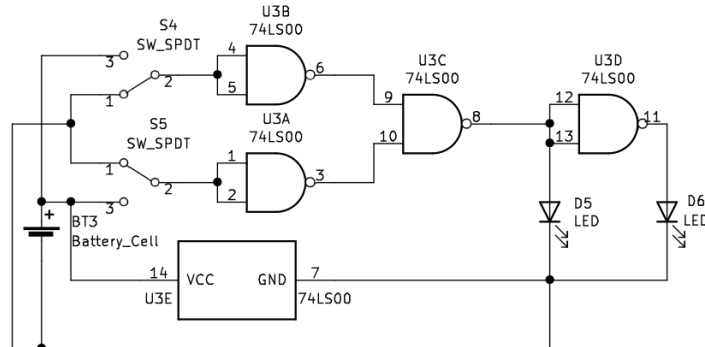 S4
SW_SPDT
3
2
1
U3B
74LS00
4
5
6
U3C
74LS00
9
10
8
U3D
74LS00
12
13
11
S5
SW_SPDT
1
2
3
U3A
74LS00
1
2
3
+
BT3
Battery_Cell
D5
LED
D6
LED
14
VCC
GND
7
U3E
74LS00